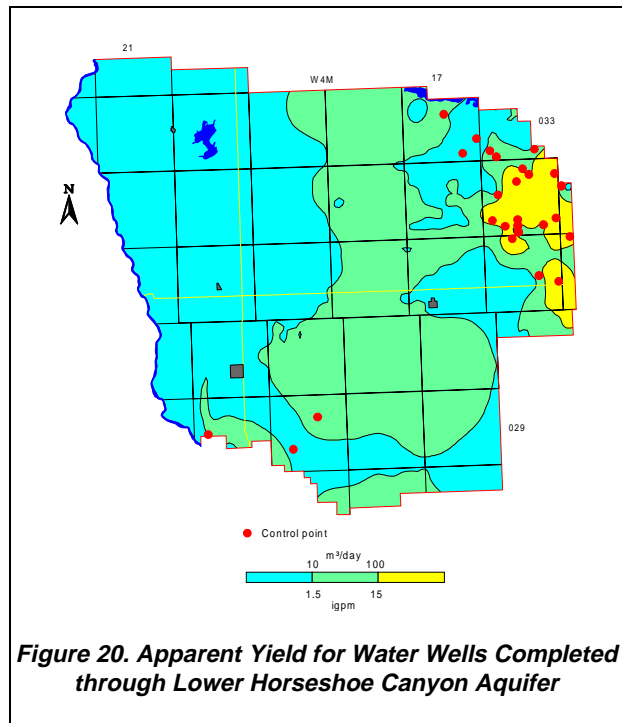 21
W4M
17
033
N
029
Control point
m³/day
10 100
1.5 15
igpm
Figure 20. Apparent Yield for Water Wells Completed
through Lower Horseshoe Canyon Aquifer